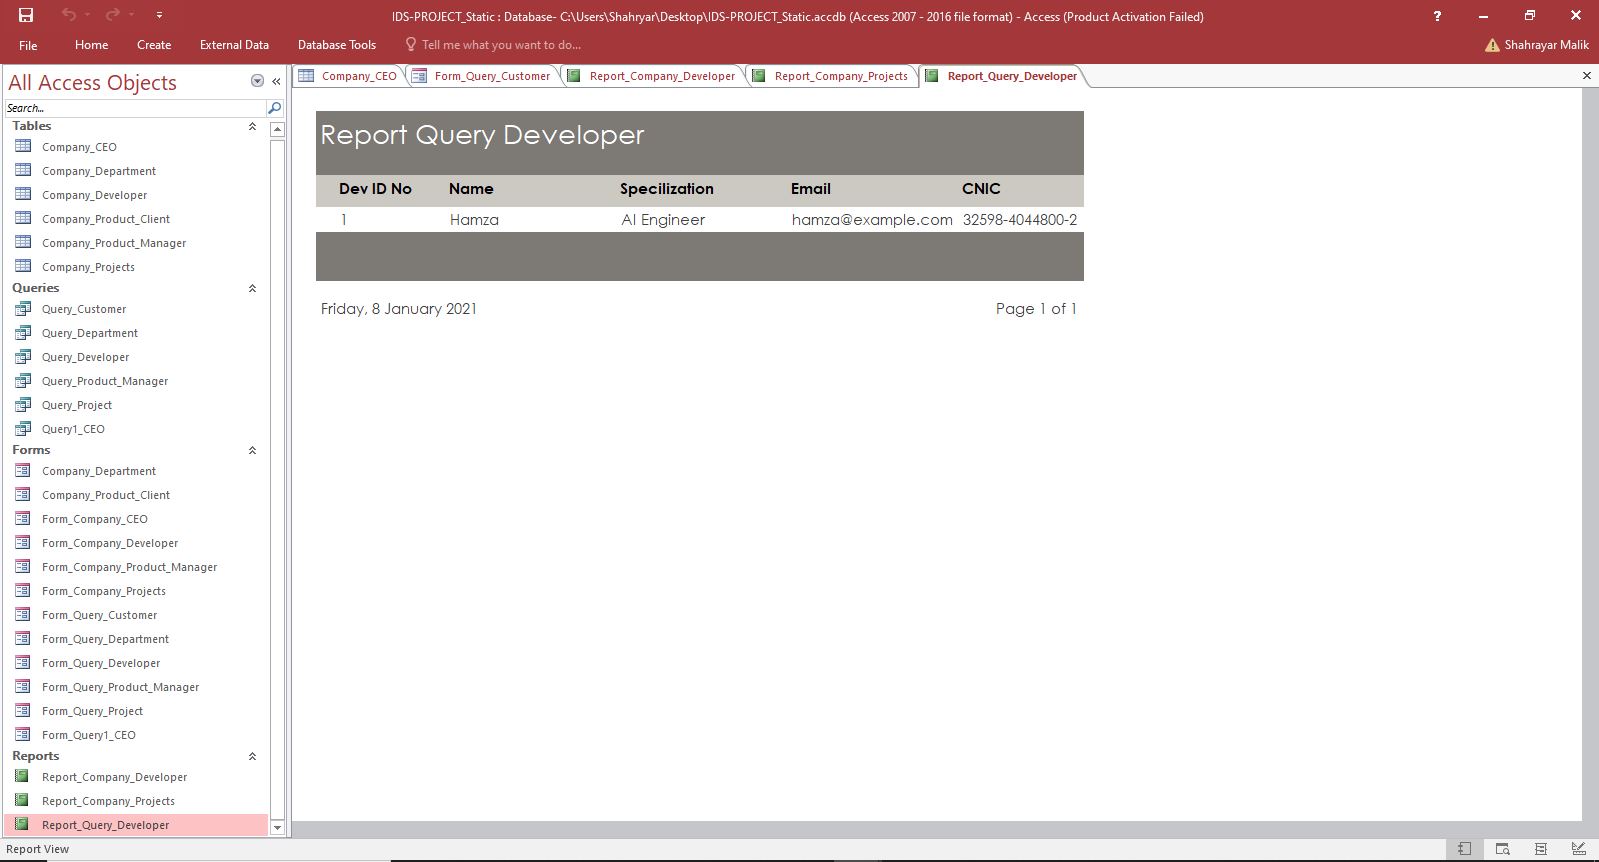 IDS-PROJECT_Static : Database- C:\Users\Shahryar\Desktop\IDS-PROJECT_Static.accdb (Access 2007 - 2016 file format) - Access (Product Activation Failed)
?
File Home Create External Data Database Tools Tell me what you want to do... Shahrayar Malik
All Access Objects
Search...
Tables
Company_CEO
Company_Department
Company_Developer
Company_Product_Client
Company_Product_Manager
Company_Projects
Queries
Query_Customer
Query_Department
Query_Developer
Query_Product_Manager
Query_Project
Query1_CEO
Forms
Company_Department
Company_Product_Client
Form_Company_CEO
Form_Company_Developer
Form_Company_Product_Manager
Form_Company_Projects
Form_Query_Customer
Form_Query_Department
Form_Query_Developer
Form_Query_Product_Manager
Form_Query_Project
Form_Query1_CEO
Reports
Report_Company_Developer
Report_Company_Projects
Report_Query_Developer
Company_CEO Form_Query_Customer Report_Company_Developer Report_Company_Projects Report_Query_Developer
Report Query Developer
Dev ID No Name Specilization Email CNIC
1 Hamza AI Engineer hamza@example.com 32598-4044800-2
Friday, 8 January 2021 Page 1 of 1
Report View